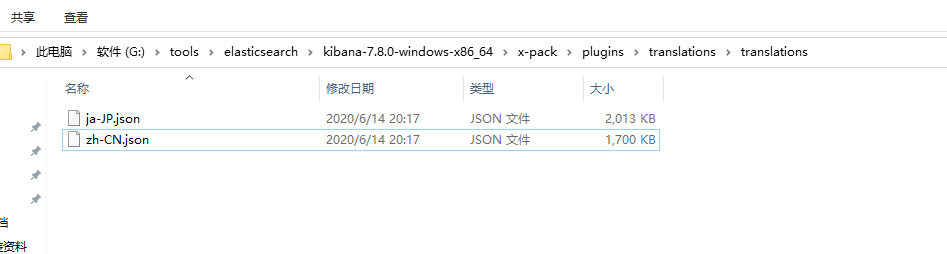 共享 查看
此电脑 > 软件 (G:) > tools > elasticsearch > kibana-7.8.0-windows-x86_64 > x-pack > plugins > translations > translations
名称 修改日期 类型 大小
ja-JP.json 2020/6/14 20:17 JSON 文件 2,013 KB
zh-CN.json 2020/6/14 20:17 JSON 文件 1,700 KB
档
资料